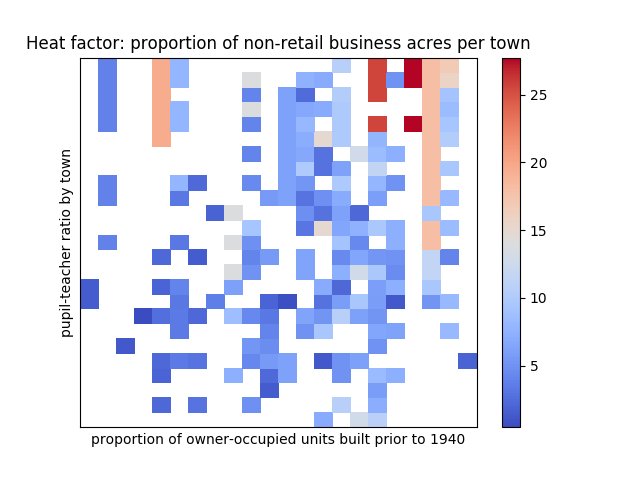 Heat factor: proportion of non-retail business acres per town
pupil-teacher ratio by town
proportion of owner-occupied units built prior to 1940
25
20
15
10
5